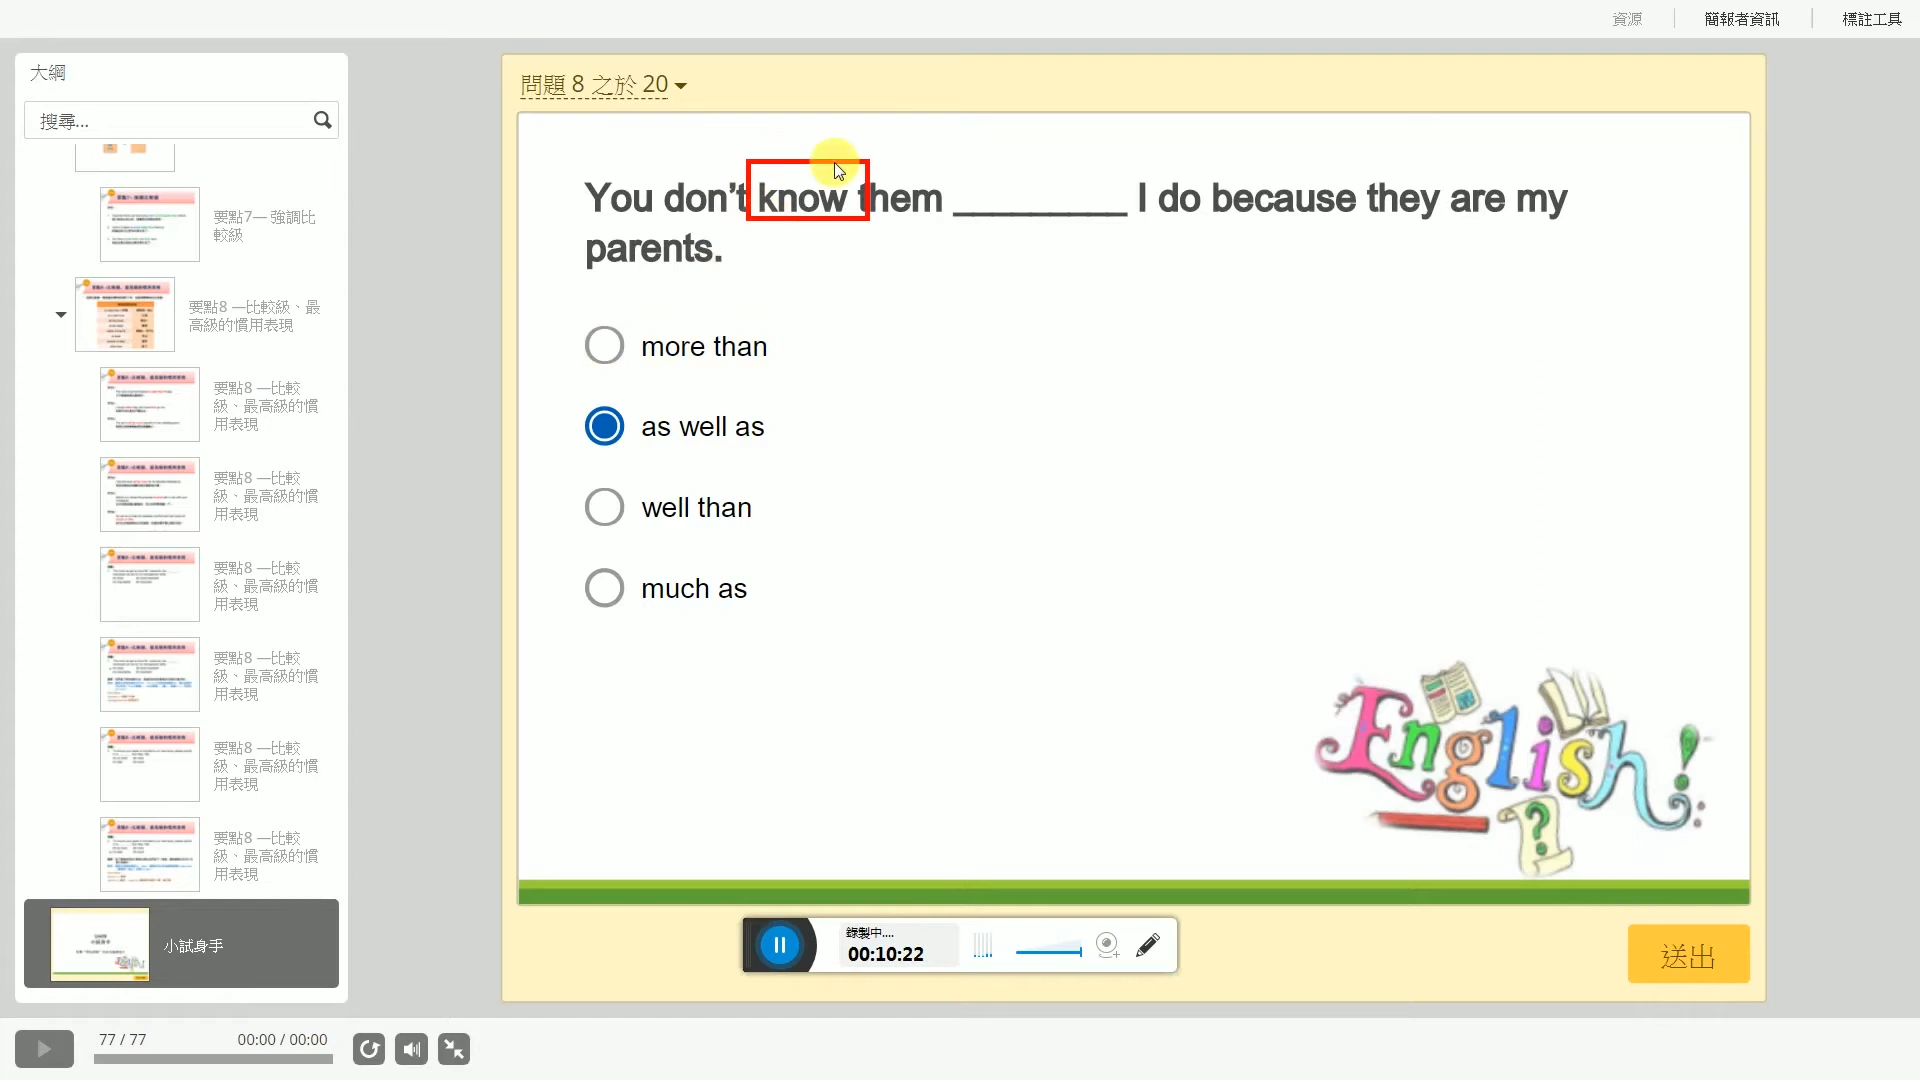 資源
簡報者資訊
標註工具
大綱
搜尋...
要點7— 強調比
較級
要點8 —比較級、最
高級的慣用表現
要點8 —比較
級、最高級的慣
用表現
要點8 —比較
級、最高級的慣
用表現
要點8 —比較
級、最高級的慣
用表現
要點8 —比較
級、最高級的慣
用表現
要點8 —比較
級、最高級的慣
用表現
要點8 —比較
級、最高級的慣
用表現
小試身手
問題 8 之於 20
You don’t know them _________ I do because they are my
parents.
more than
as well as
well than
much as
English!
?
錄製中....
00:10:22
送出
77 / 77
00:00 / 00:00